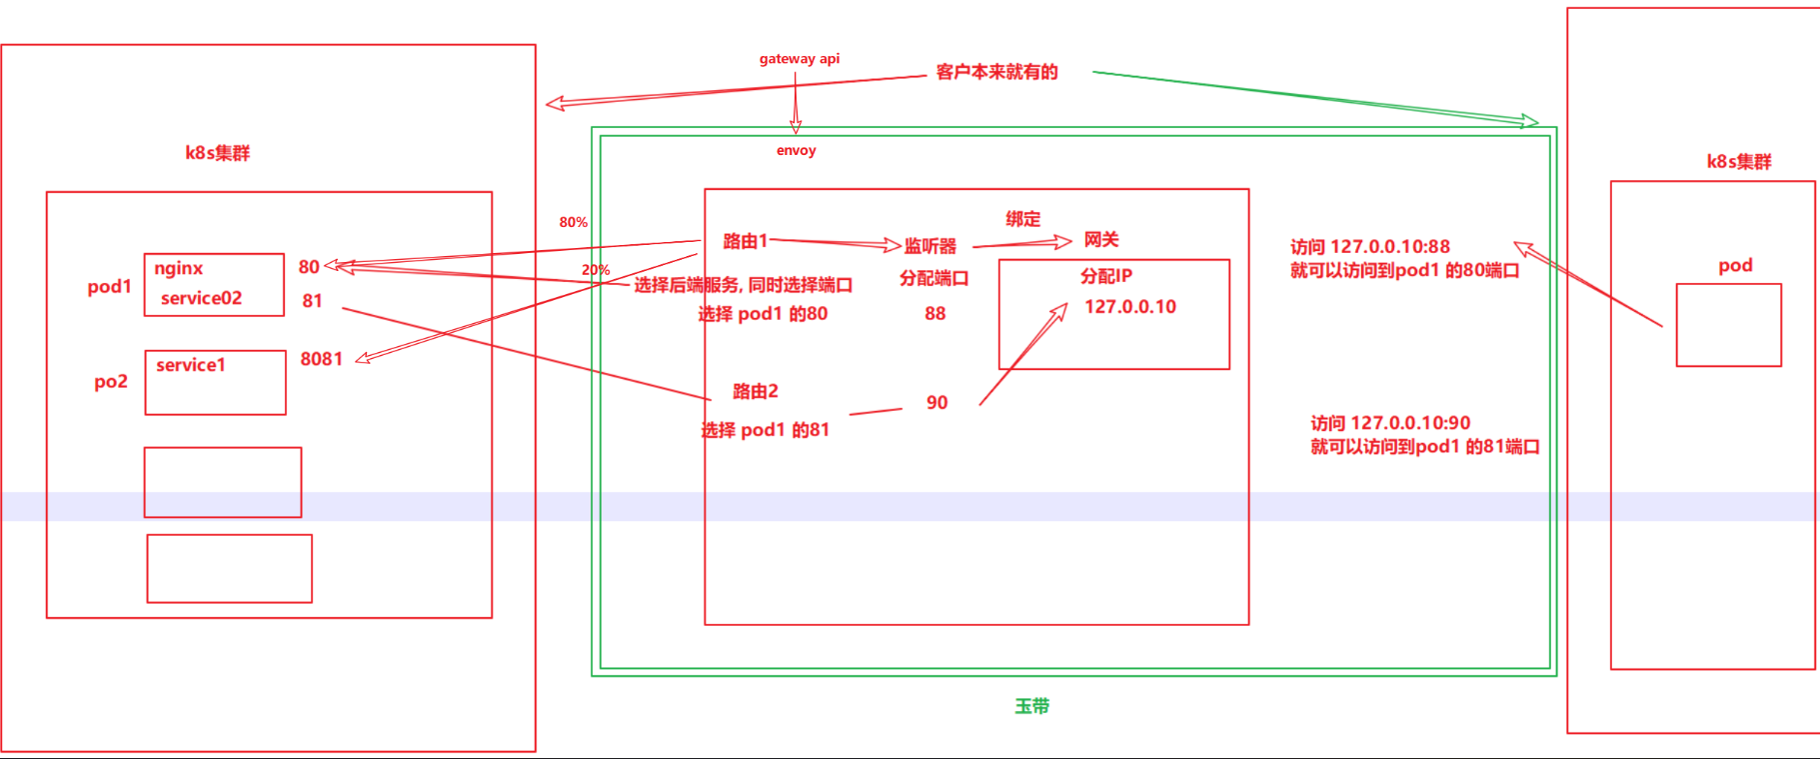 gateway api
客户本来就有的
envoy
k8s集群
pod1
nginx
service02
80
81
po2
service1
8081
80%
20%
路由1
监听器
绑定
网关
选择后端服务, 同时选择端口
选择 pod1 的80
分配端口
88
分配IP
127.0.0.10
路由2
选择 pod1 的81
90
访问 127.0.0.10:88
就可以访问到pod1 的80端口
访问 127.0.0.10:90
就可以访问到pod1 的81端口
玉带
k8s集群
pod